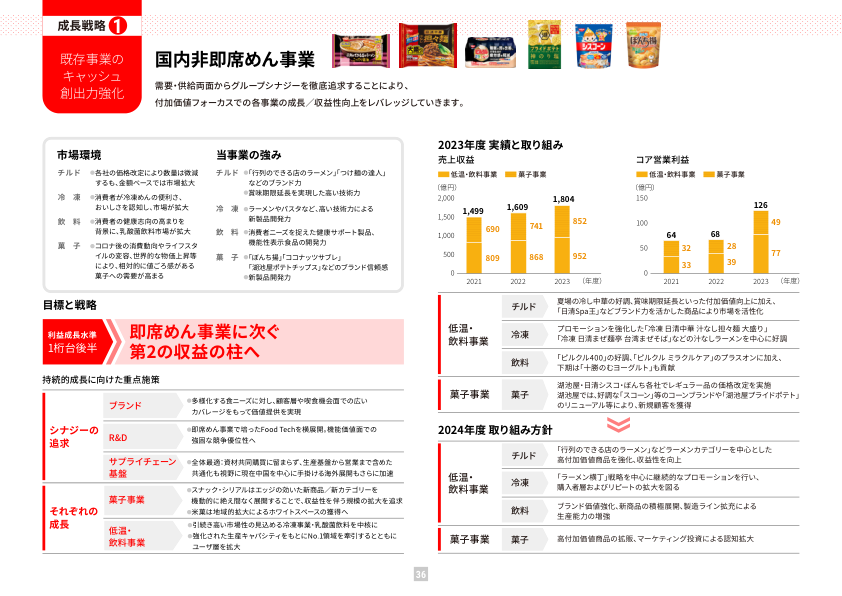 成長戦略1
既存事業の
キャッシュ
創出力強化
国内非即席めん事業
需要・供給両面からグループシナジーを徹底追求することにより、
付加価値フォーカスでの各事業の成長／収益性向上をレバレッジしていきます。
市場環境
チルド ●各社の価格改定により数量は微減
するも、金額ベースでは市場拡大
冷凍 ●消費者が冷凍めんの便利さ、
おいしさを認知し、市場が拡大
飲料 ●消費者の健康志向の高まりを
背景に、乳酸菌飲料市場が拡大
菓子 ●コロナ後の消費動向やライフスタ
イルの変容、世界的な物価上昇等
により、相対的に値ごろ感がある
菓子への需要が高まる
当事業の強み
チルド ●「行列のできる店のラーメン」「つけ麺の達人」
などのブランド力
●賞味期限延長を実現した高い技術力
冷凍 ●ラーメンやパスタなど、高い技術力による
新製品開発力
飲料 ●消費者ニーズを捉えた健康サポート製品、
機能性表示食品の開発力
菓子 ●「ぼんち揚」「ココナッツサブレ」
「湖池屋ポテトチップス」などのブランド信頼感
●新製品開発力
目標と戦略
利益成長水準
1桁台後半
即席めん事業に次ぐ
第2の収益の柱へ
持続的成長に向けた重点施策
シナジーの
追求
ブランド
●多様化する食ニーズに対し、顧客層や喫食機会面での広い
カバレージをもって価値提供を実現
R&D
●即席めん事業で培ったFood Techを横展開。機能価値面での
強固な競争優位性へ
サプライチェーン
基盤
●全体最適：資材共同購買に留まらず、生産基盤から営業まで含めた
共通化も視野に現在中国を中心に手掛ける海外展開もさらに加速
それぞれの
成長
菓子事業
●スナック・シリアルはエッジの効いた新商品／新カテゴリーを
機動的に絶え間なく展開することで、収益性を伴う規模の拡大を追求
●米菓は地域的拡大によるホワイトスペースの獲得へ
低温・
飲料事業
●引続き高い市場性の見込める冷凍事業・乳酸菌飲料を中核に
●強化された生産キャパシティをもとにNo.1領域を牽引するとともに
ユーザ層を拡大
2023年度 実績と取り組み
売上収益
低温・飲料事業 菓子事業
(億円)
2,000
1,500
1,000
500
0
1,499
690
809
1,609
741
868
1,804
852
952
2021 2022 2023 (年度)
コア営業利益
低温・飲料事業 菓子事業
(億円)
150
100
50
0
64
32
33
68
28
39
126
49
77
2021 2022 2023 (年度)
低温・
飲料事業
チルド
夏場の冷し中華の好調、賞味期限延長といった付加価値向上に加え、
「日清Spa王」などブランド力を活かした商品により市場を活性化
冷凍
プロモーションを強化した「冷凍 日清中華 汁なし担々麺 大盛り」
「冷凍 日清まぜ麺亭 台湾まぜそば」などの汁なしラーメンを中心に好調
飲料
「ピルクル400」の好調、「ピルクル ミラクルケア」のプラスオンに加え、
下期は「十勝のむヨーグルト」も貢献
菓子事業
菓子
湖池屋・日清シスコ・ぼんち各社でレギュラー品の価格改定を実施
湖池屋では、好調な「スコーン」等のコーンブランドや「湖池屋プライドポテト」
のリニューアル等により、新規顧客を獲得
2024年度 取り組み方針
低温・
飲料事業
チルド
「行列のできる店のラーメン」などラーメンカテゴリーを中心とした
高付加価値商品を強化、収益性を向上
冷凍
「ラーメン横丁」戦略を中心に継続的なプロモーションを行い、
購入者層およびリピートの拡大を図る
飲料
ブランド価値強化、新商品の積極展開、製造ライン拡充による
生産能力の増強
菓子事業
菓子
高付加価値商品の拡販、マーケティング投資による認知拡大
36